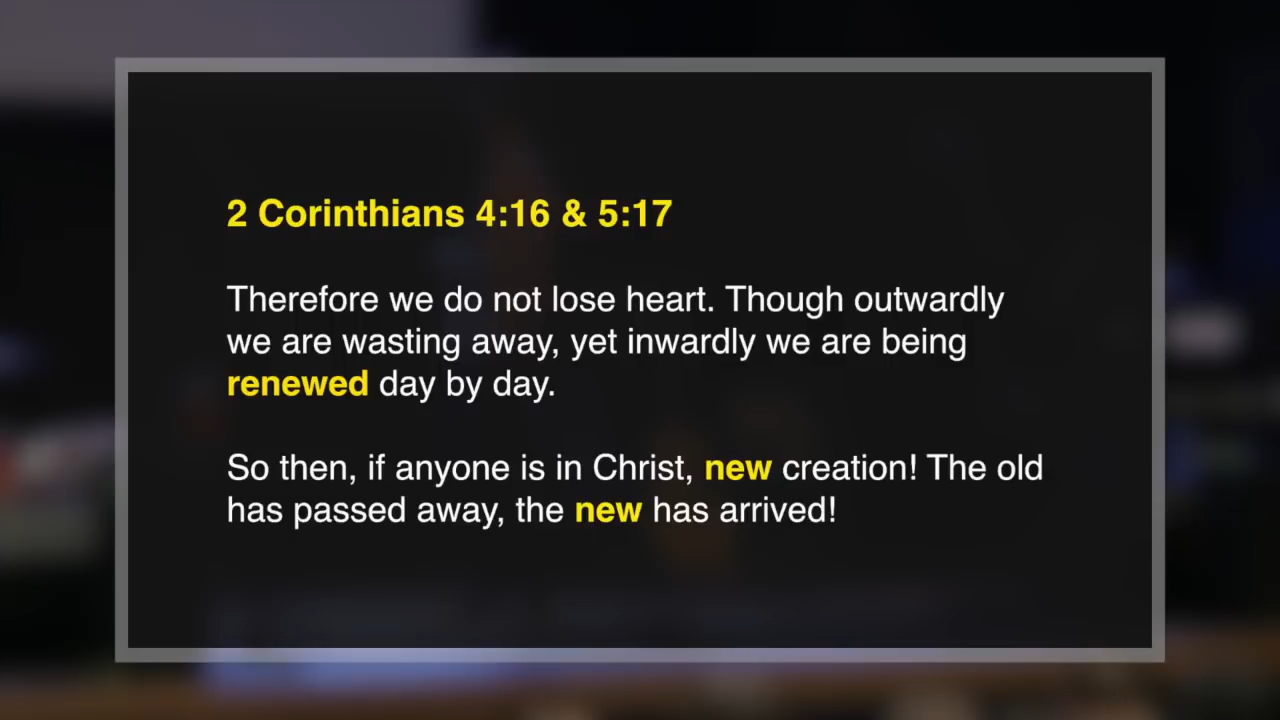 2 Corinthians 4:16 & 5:17
Therefore we do not lose heart. Though outwardly
we are wasting away, yet inwardly we are being
renewed day by day.
So then, if anyone is in Christ, new creation! The old
has passed away, the new has arrived!